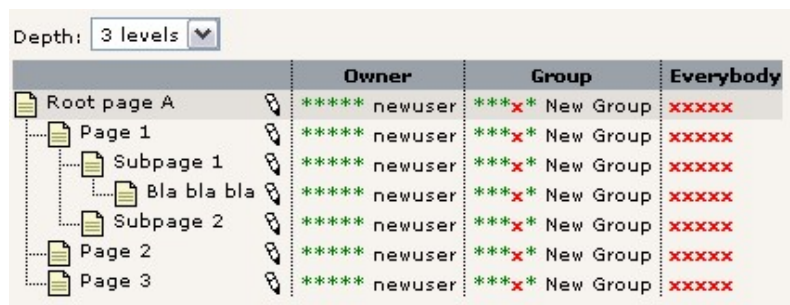 Depth: 3 levels
Owner Group Everybody
Root page A ***** newuser ***x* New Group xxxxx
Page 1 ***** newuser ***x* New Group xxxxx
Subpage 1 ***** newuser ***x* New Group xxxxx
Bla bla bla ***** newuser ***x* New Group xxxxx
Subpage 2 ***** newuser ***x* New Group xxxxx
Page 2 ***** newuser ***x* New Group xxxxx
Page 3 ***** newuser ***x* New Group xxxxx